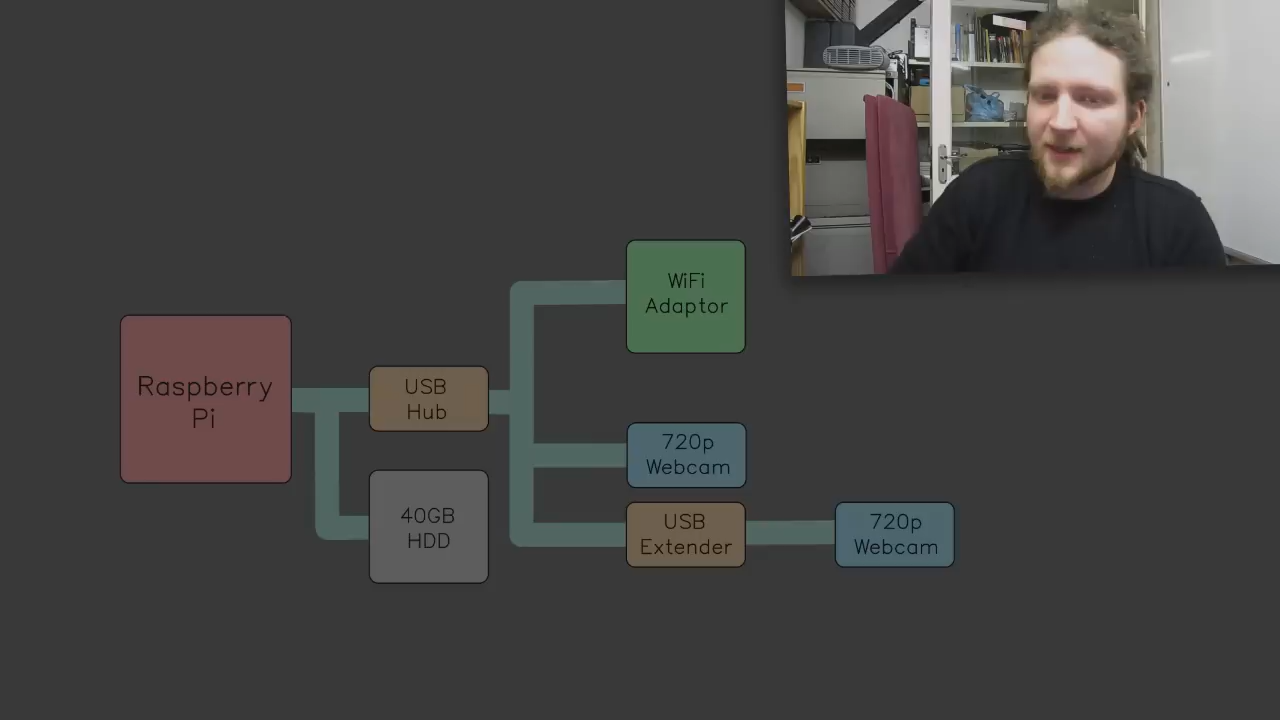 WiFi
Adaptor
Raspberry
Pi
USB
Hub
720p
Webcam
40GB
HDD
USB
Extender
720p
Webcam